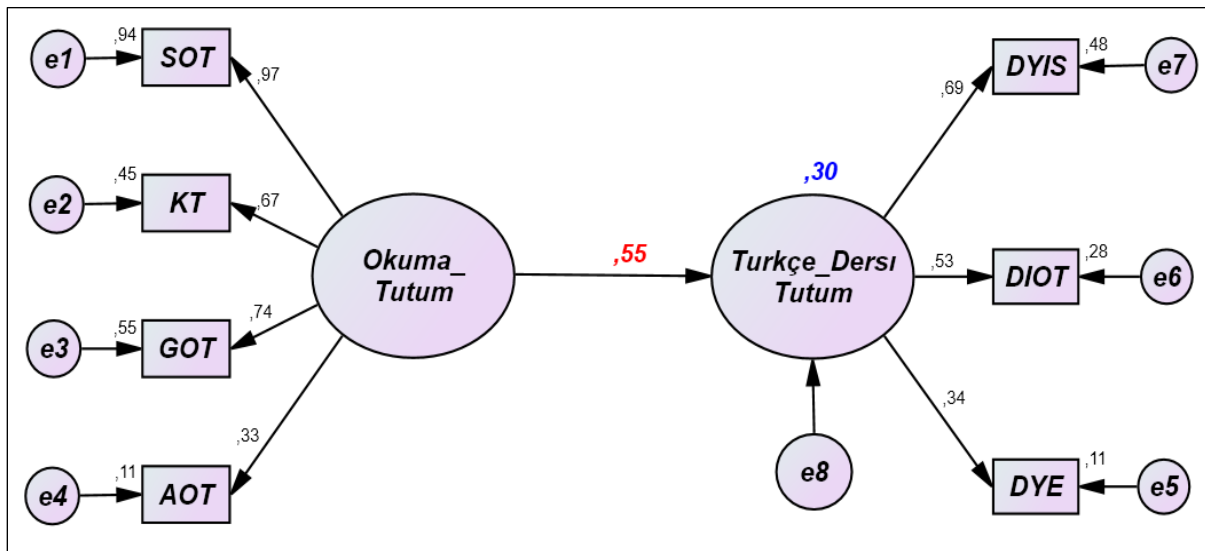 e1
,94
SOT
,97
e2
,45
KT
,67
e3
,55
GOT
,74
e4
,11
AOT
,33
Okuma_
Tutum
,55
,30
Turkçe_Dersı
Tutum
e8
,69
DYIS
,48
e7
,53
DIOT
,28
e6
,34
DYE
,11
e5